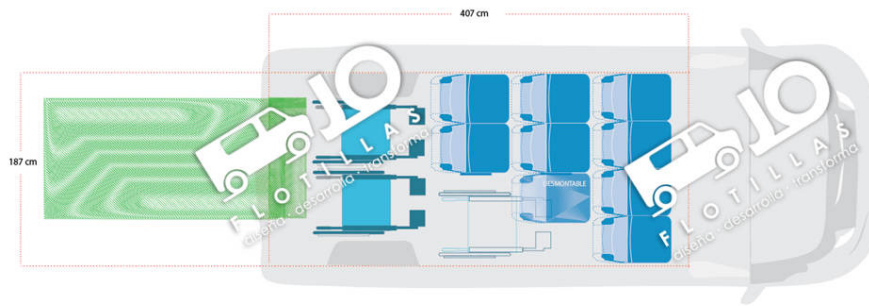 407 cm
187 cm
FLOTILLAS
diseña · desarrolla · transforma
DESMONTABLE
FLOTILLAS
diseña · desarrolla · transforma